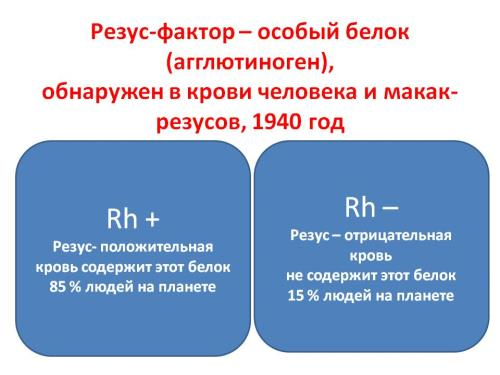 Резус-фактор – особый белок
(агглютиноген),
обнаружен в крови человека и макак-
резусов, 1940 год
Rh +
Резус- положительная
кровь содержит этот белок
85 % людей на планете
Rh –
Резус – отрицательная
кровь
не содержит этот белок
15 % людей на планете